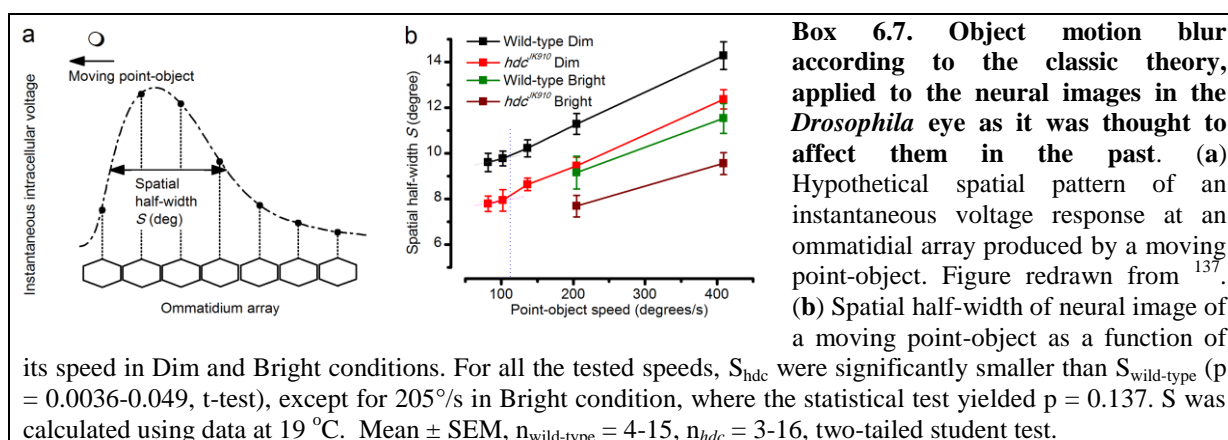 a
Moving point-object
Instantaneous intracellular voltage
Spatial
half-width
S (deg)
Ommatidium array
b
Wild-type Dim
hdcJK910 Dim
Wild-type Bright
hdcJK910 Bright
Spatial half-width S (degree)
14
12
10
8
6
100
200
300
400
Point-object speed (degrees/s)
Box 6.7. Object motion blur
according to the classic theory,
applied to the neural images in the
Drosophila eye as it was thought to
affect them in the past. (a)
Hypothetical spatial pattern of an
instantaneous voltage response at an
ommatidial array produced by a moving
point-object. Figure redrawn from 137.
(b) Spatial half-width of neural image of
a moving point-object as a function of
its speed in Dim and Bright conditions. For all the tested speeds, Shdc were significantly smaller than Swild-type (p
= 0.0036-0.049, t-test), except for 205°/s in Bright condition, where the statistical test yielded p = 0.137. S was
calculated using data at 19 oC. Mean ± SEM, nwild-type = 4-15, nhdc = 3-16, two-tailed student test.